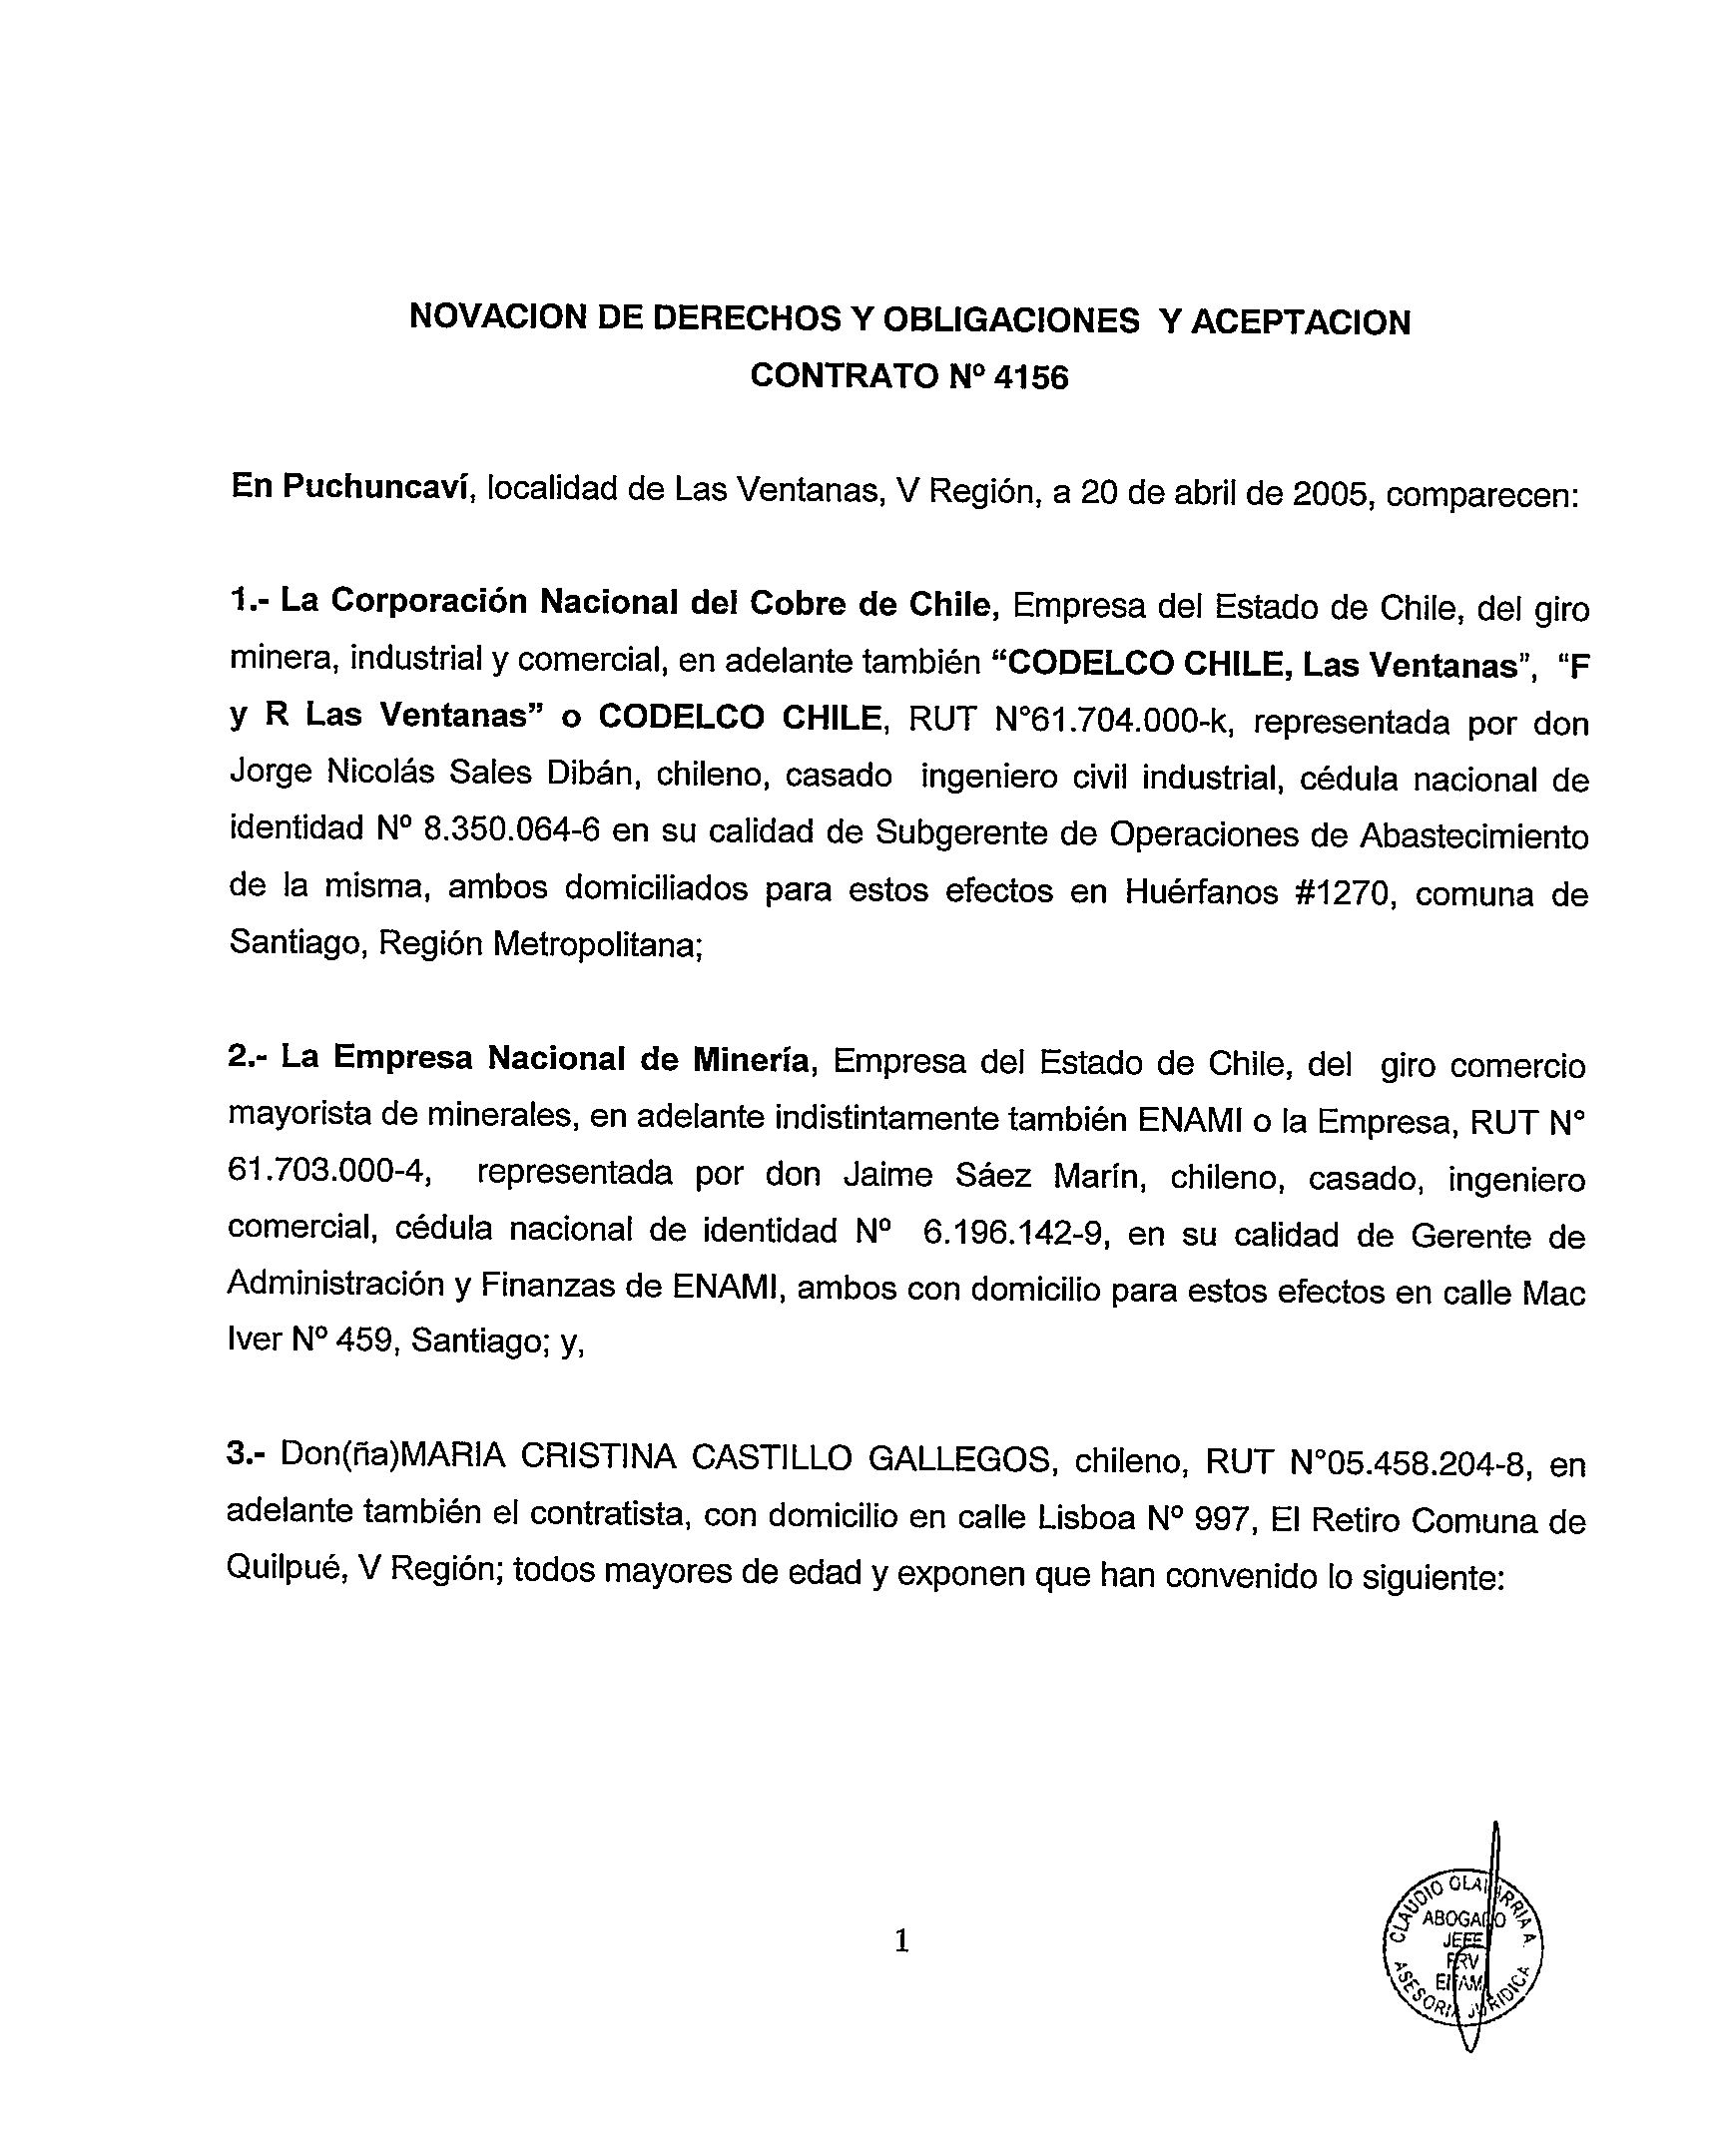 NOVACION DE DERECHOS Y OBLIGACIONES Y ACEPTACION
CONTRATO Nº 4156
En Puchuncaví, localidad de Las Ventanas, V Región, a 20 de abril de 2005, comparecen:
1.- La Corporación Nacional del Cobre de Chile, Empresa del Estado de Chile, del giro
minera, industrial y comercial, en adelante también “CODELCO CHILE, Las Ventanas”, “F
y R Las Ventanas” o CODELCO CHILE, RUT N°61.704.000-k, representada por don
Jorge Nicolás Sales Dibán, chileno, casado ingeniero civil industrial, cédula nacional de
identidad Nº 8.350.064-6 en su calidad de Subgerente de Operaciones de Abastecimiento
de la misma, ambos domiciliados para estos efectos en Huérfanos #1270, comuna de
Santiago, Región Metropolitana;
2.- La Empresa Nacional de Minería, Empresa del Estado de Chile, del giro comercio
mayorista de minerales, en adelante indistintamente también ENAMI o la Empresa, RUT N°
61.703.000-4, representada por don Jaime Sáez Marín, chileno, casado, ingeniero
comercial, cédula nacional de identidad Nº 6.196.142-9, en su calidad de Gerente de
Administración y Finanzas de ENAMI, ambos con domicilio para estos efectos en calle Mac
Iver Nº 459, Santiago; y,
3.- Don(ña)MARIA CRISTINA CASTILLO GALLEGOS, chileno, RUT N°05.458.204-8, en
adelante también el contratista, con domicilio en calle Lisboa Nº 997, El Retiro Comuna de
Quilpué, V Región; todos mayores de edad y exponen que han convenido lo siguiente:
1
CLAUDIO OLAVARRIA A.
ABOGADO
JEFE
FRV
ENAMI
ASESORIA JURIDICA